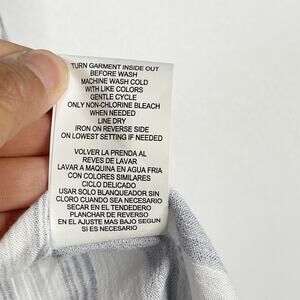 TURN GARMENT INSIDE OUT
BEFORE WASH
MACHINE WASH COLD
WITH LIKE COLORS
GENTLE CYCLE
ONLY NON-CHLORINE BLEACH
WHEN NEEDED
LINE DRY
IRON ON REVERSE SIDE
ON LOWEST SETTING IF NEEDED
VOLVER LA PRENDA AL
REVES DE LAVAR
LAVAR A MAQUINA EN AGUA FRIA
CON COLORES SIMILARES
CICLO DELICADO
USAR SOLO BLANQUEADOR SIN
CLORO CUANDO SEA NECESARIO
SECAR EN EL TENDEDERO
PLANCHAR DE REVERSO
EN EL AJUSTE MAS BAJO SEGUN
SI ES NECESARIO